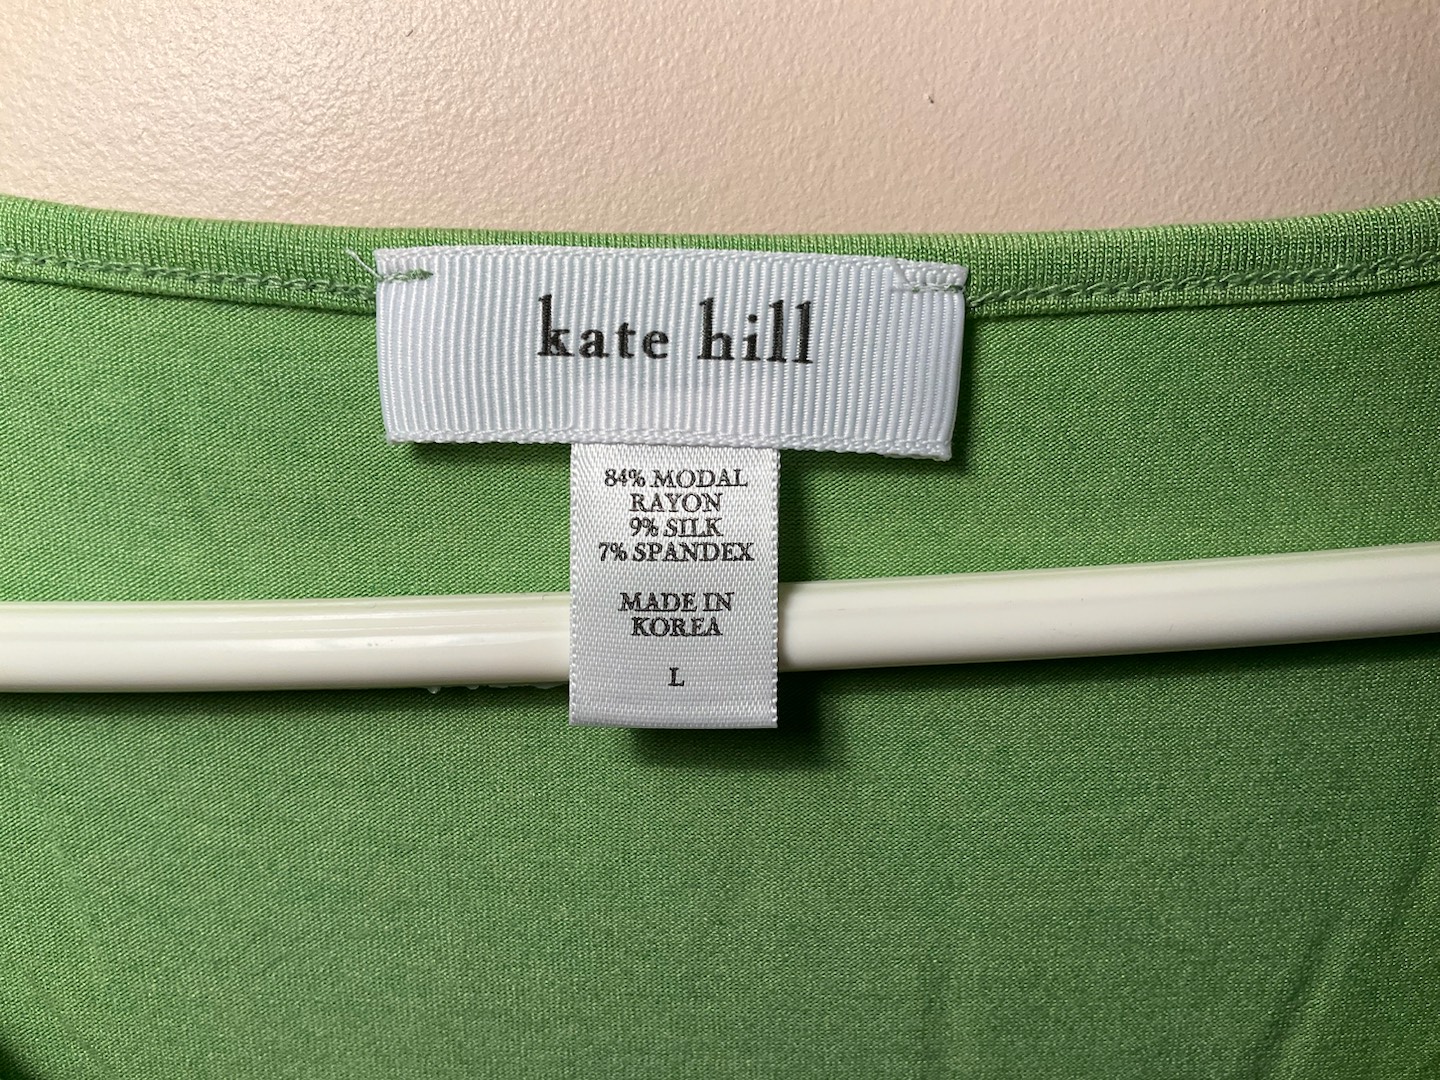 kate hill
84% MODAL
RAYON
9% SILK
7% SPANDEX
MADE IN
KOREA
L